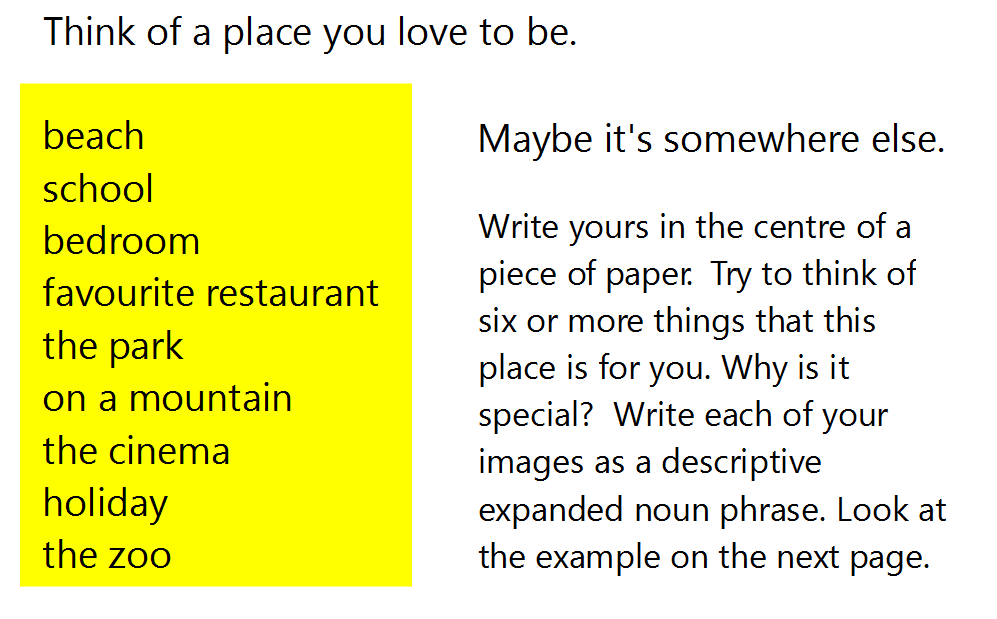 Think of a place you love to be.
beach
school
bedroom
favourite restaurant
the park
on a mountain
the cinema
holiday
the zoo
Maybe it's somewhere else.
Write yours in the centre of a
piece of paper.  Try to think of
six or more things that this
place is for you. Why is it
special?  Write each of your
images as a descriptive
expanded noun phrase. Look at
the example on the next page.